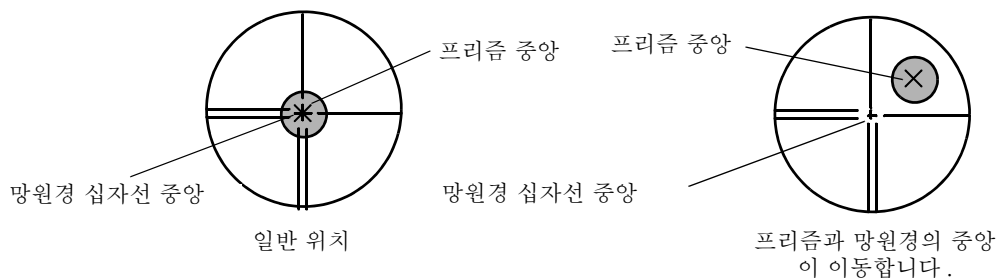 프리즘 중앙
망원경 십자선 중앙
일반 위치
프리즘 중앙
망원경 십자선 중앙
프리즘과 망원경의 중앙
이 이동합니다.